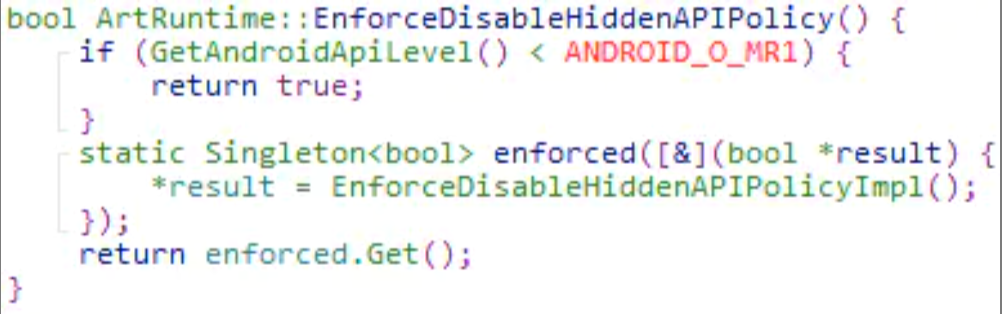 bool ArtRuntime::EnforceDisableHiddenAPIPolicy() {
    if (GetAndroidApiLevel() < ANDROID_O_MR1) {
        return true;
    }
    static Singleton<bool> enforced([&](bool *result) {
        *result = EnforceDisableHiddenAPIPolicyImpl();
    });
    return enforced.Get();
}